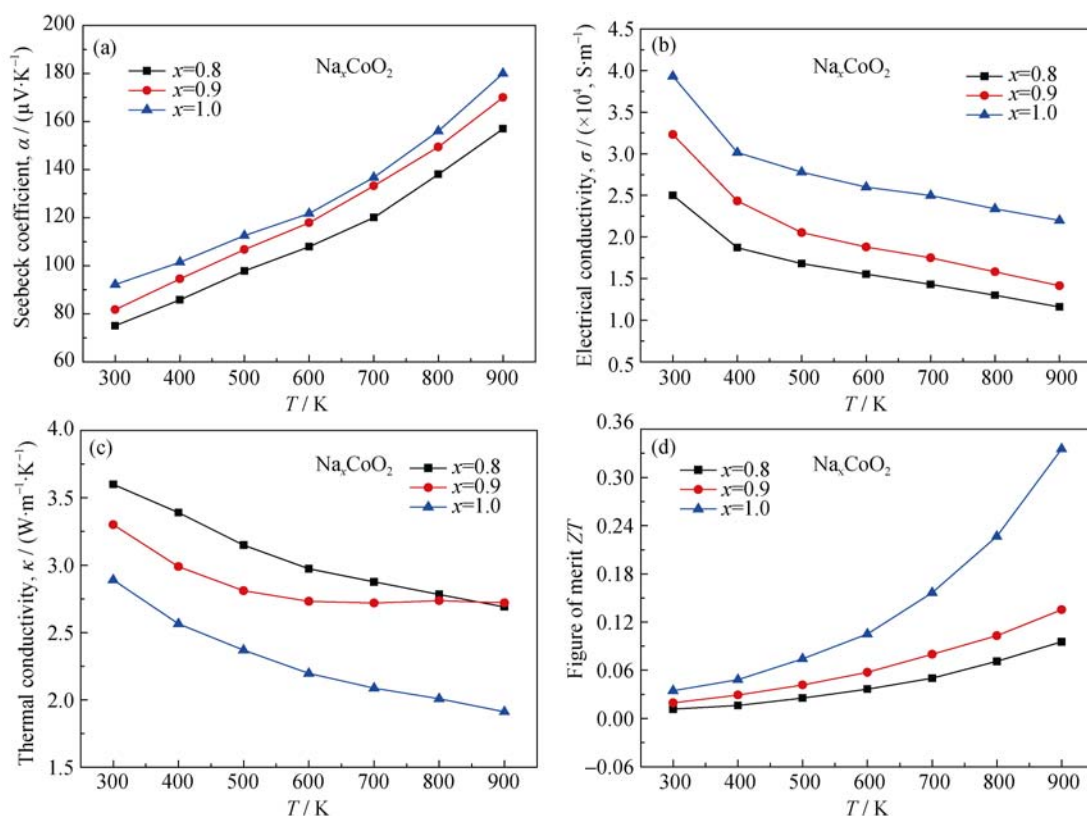 (a)
NaₓCoO₂
x=0.8
x=0.9
x=1.0
Seebeck coefficient, α / (μV·K⁻¹)
200
180
160
140
120
100
80
60
300 400 500 600 700 800 900
T / K
(b)
NaₓCoO₂
x=0.8
x=0.9
x=1.0
Electrical conductivity, σ / (×10⁴, S·m⁻¹)
4.5
4.0
3.5
3.0
2.5
2.0
1.5
1.0
0.5
300 400 500 600 700 800 900
T / K
(c)
NaₓCoO₂
x=0.8
x=0.9
x=1.0
Thermal conductivity, κ / (W·m⁻¹·K⁻¹)
4.0
3.5
3.0
2.5
2.0
1.5
300 400 500 600 700 800 900
T / K
(d)
NaₓCoO₂
x=0.8
x=0.9
x=1.0
Figure of merit ZT
0.36
0.30
0.24
0.18
0.12
0.06
0.00
−0.06
300 400 500 600 700 800 900
T / K